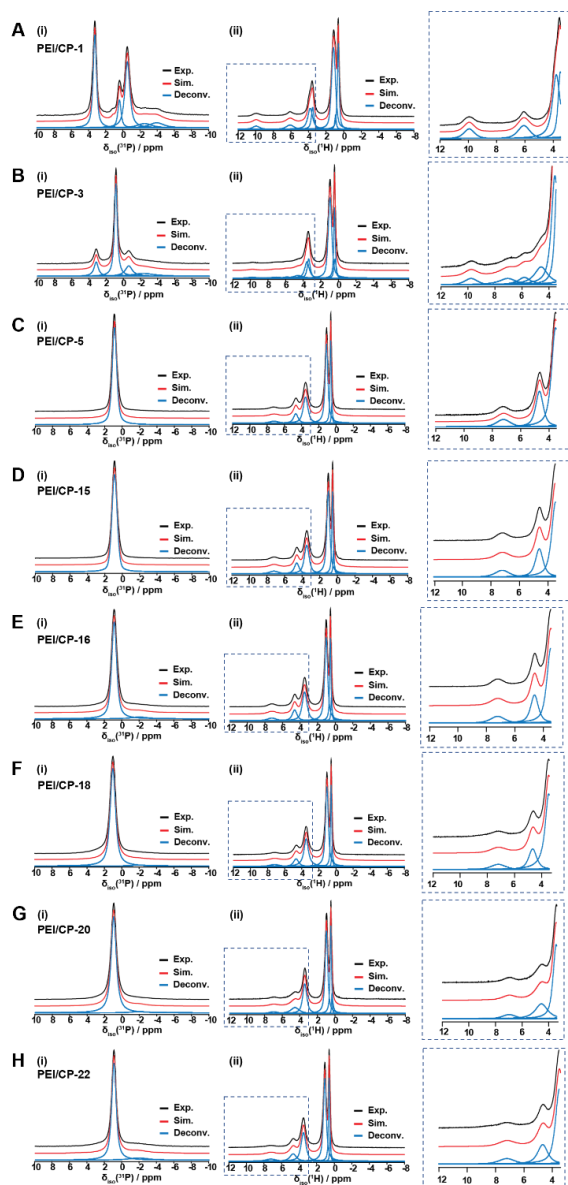 A (i) (ii)
PEI/CP-1
Exp.
Sim.
Deconv.
Exp.
Sim.
Deconv.
10 8 6 4 2 0 -2 -4 -6 -8 -10
δiso(³¹P) / ppm
12 10 8 6 4 2 0 -2 -4 -6 -8
δiso(¹H) / ppm
12 10 8 6 4
B (i) (ii)
PEI/CP-3
Exp.
Sim.
Deconv.
Exp.
Sim.
Deconv.
10 8 6 4 2 0 -2 -4 -6 -8 -10
δiso(³¹P) / ppm
12 10 8 6 4 2 0 -2 -4 -6 -8
δiso(¹H) / ppm
12 10 8 6 4
C (i) (ii)
PEI/CP-5
Exp.
Sim.
Deconv.
Exp.
Sim.
Deconv.
10 8 6 4 2 0 -2 -4 -6 -8 -10
δiso(³¹P) / ppm
12 10 8 6 4 2 0 -2 -4 -6 -8
δiso(¹H) / ppm
12 10 8 6 4
D (i) (ii)
PEI/CP-15
Exp.
Sim.
Deconv.
Exp.
Sim.
Deconv.
10 8 6 4 2 0 -2 -4 -6 -8 -10
δiso(³¹P) / ppm
12 10 8 6 4 2 0 -2 -4 -6 -8
δiso(¹H) / ppm
12 10 8 6 4
E (i) (ii)
PEI/CP-16
Exp.
Sim.
Deconv.
Exp.
Sim.
Deconv.
10 8 6 4 2 0 -2 -4 -6 -8 -10
δiso(³¹P) / ppm
12 10 8 6 4 2 0 -2 -4 -6 -8
δiso(¹H) / ppm
12 10 8 6 4
F (i) (ii)
PEI/CP-18
Exp.
Sim.
Deconv.
Exp.
Sim.
Deconv.
10 8 6 4 2 0 -2 -4 -6 -8 -10
δiso(³¹P) / ppm
12 10 8 6 4 2 0 -2 -4 -6 -8
δiso(¹H) / ppm
12 10 8 6 4
G (i) (ii)
PEI/CP-20
Exp.
Sim.
Deconv.
Exp.
Sim.
Deconv.
10 8 6 4 2 0 -2 -4 -6 -8 -10
δiso(³¹P) / ppm
12 10 8 6 4 2 0 -2 -4 -6 -8
δiso(¹H) / ppm
12 10 8 6 4
H (i) (ii)
PEI/CP-22
Exp.
Sim.
Deconv.
Exp.
Sim.
Deconv.
10 8 6 4 2 0 -2 -4 -6 -8 -10
δiso(³¹P) / ppm
12 10 8 6 4 2 0 -2 -4 -6 -8
δiso(¹H) / ppm
12 10 8 6 4